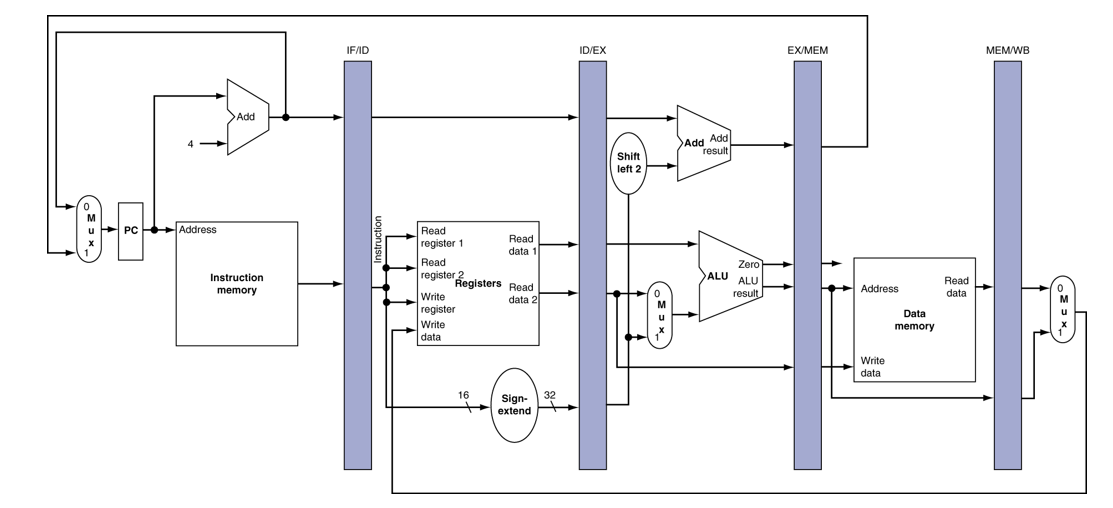 IF/ID
ID/EX
EX/MEM
MEM/WB
Add
4
Add
Add
result
Shift
left 2
0
M
u
x
1
PC
Address
Instruction
memory
Instruction
Read
register 1
Read
register 2
Registers
Write
register
Write
data
Read
data 1
Read
data 2
16
Sign-
extend
32
0
M
u
x
1
Zero
ALU
ALU
result
Address
Read
data
Data
memory
Write
data
0
M
u
x
1